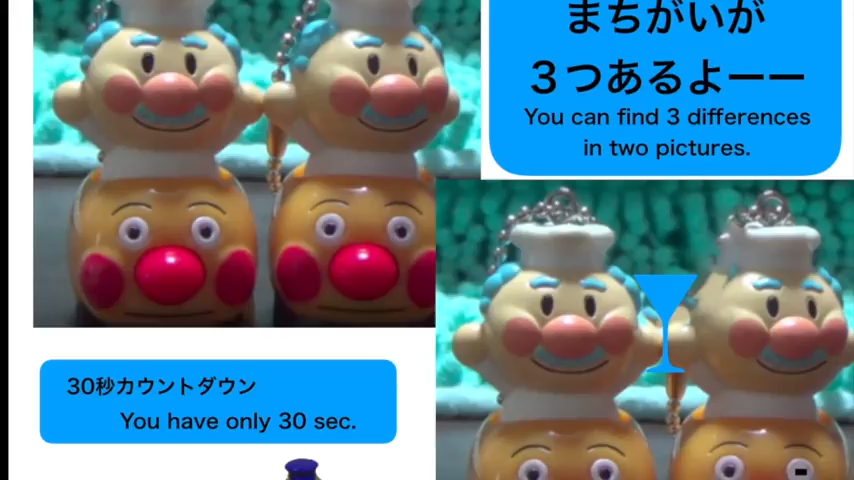 まちがいが
３つあるよーー
You can find 3 differences
in two pictures.
30秒カウントダウン
You have only 30 sec.